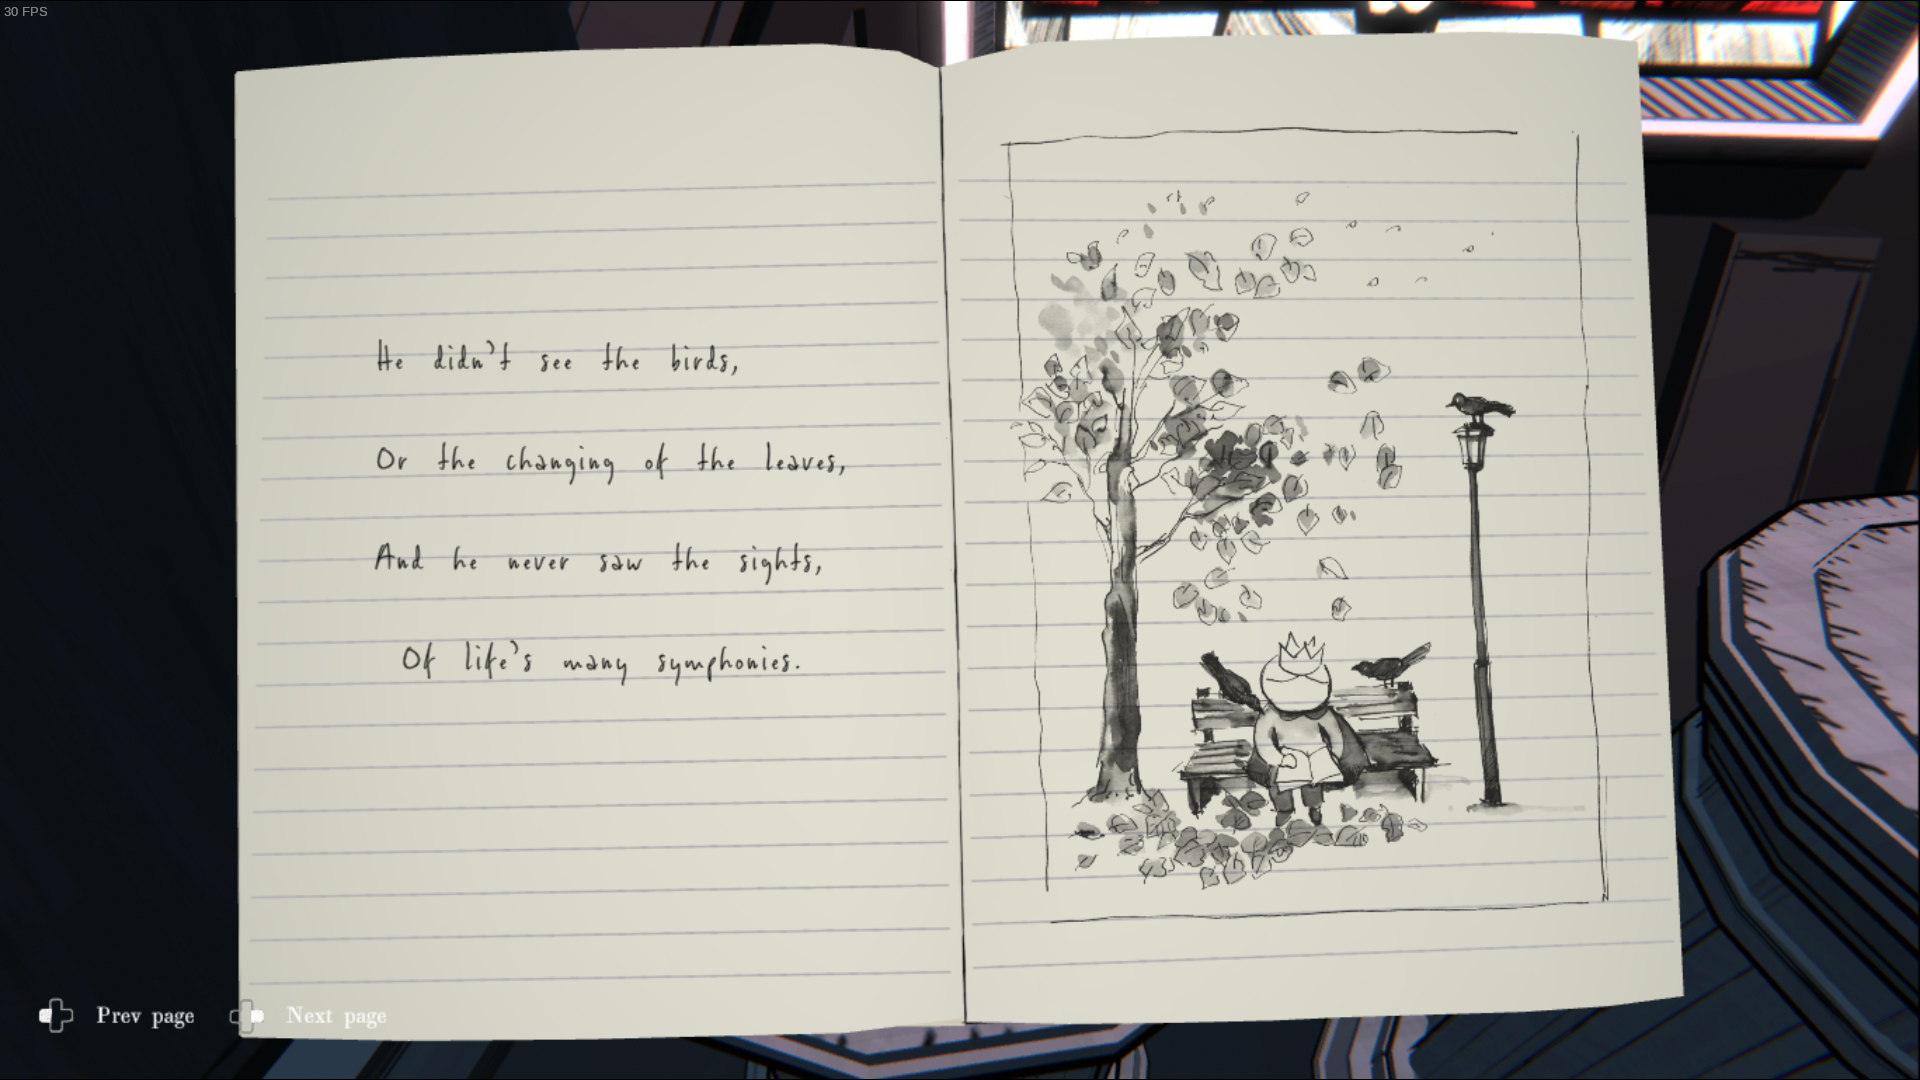 30 FPS
He didn't see the birds,
Or the changing of the leaves,
And he never saw the sights,
Of life's many symphonies.
Prev page
Next page